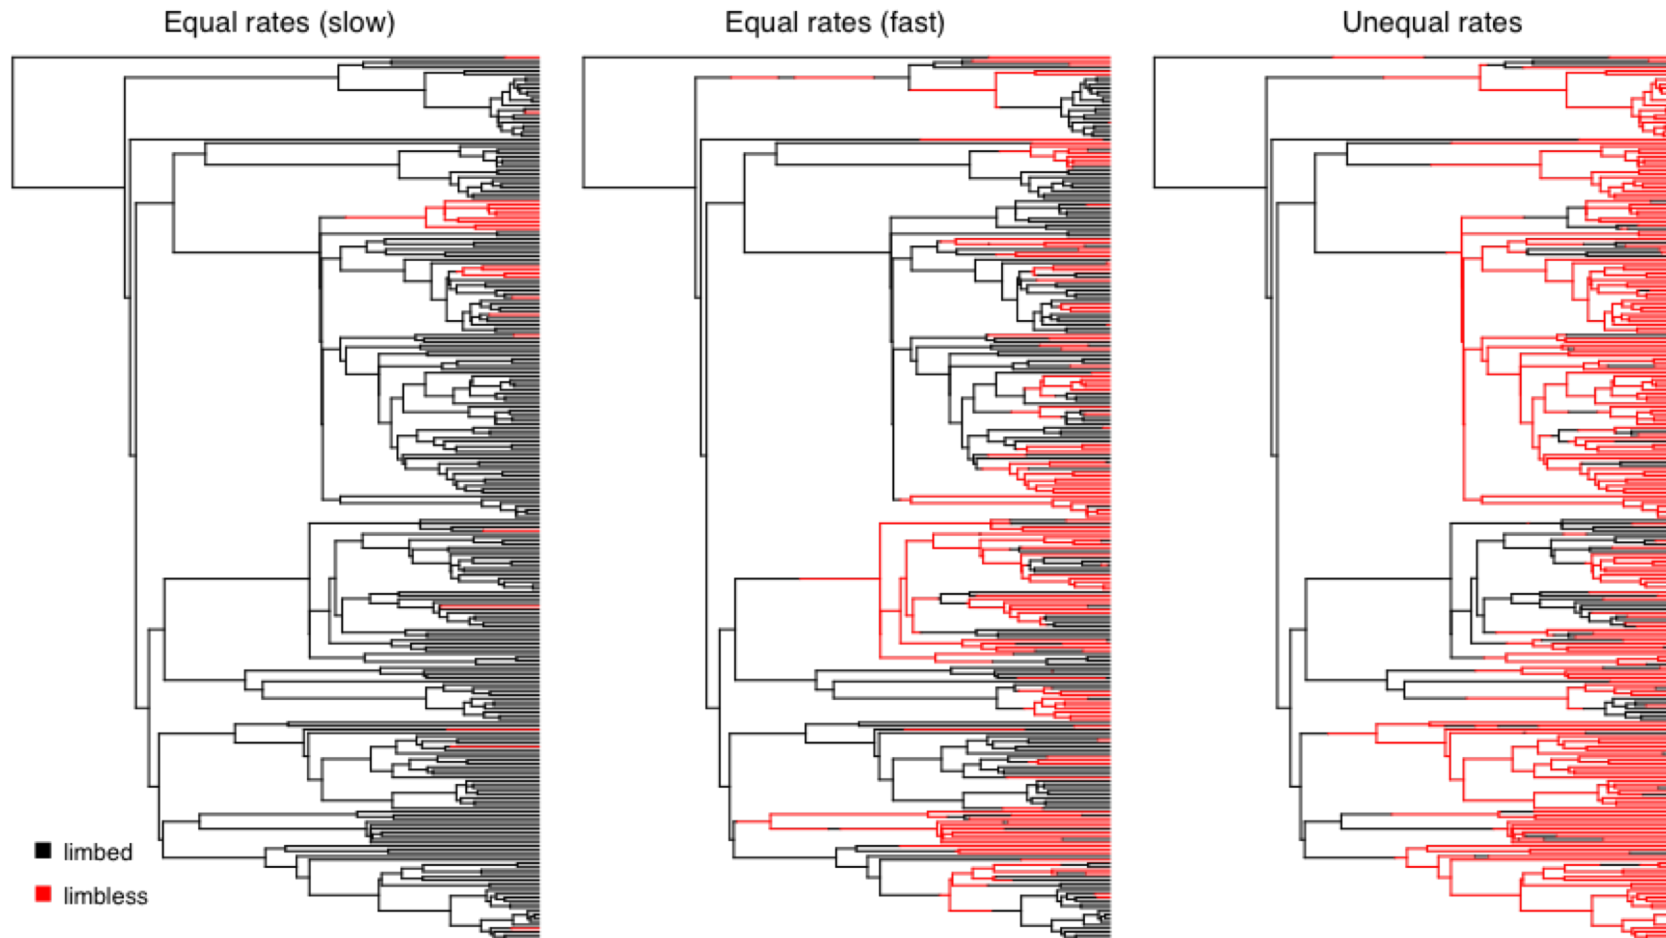 Equal rates (slow)
Equal rates (fast)
Unequal rates
limbed
limbless